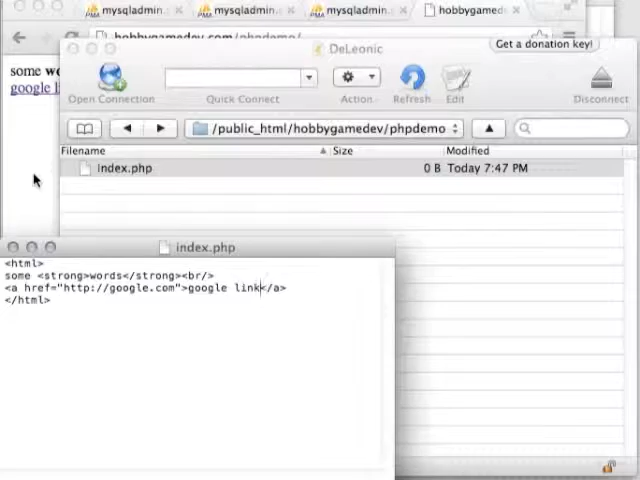 mysqladmin. mysqladmin. mysqladmin. hobbygamed
hobbygamedev.com/phpdemo/
DeLeonic
Get a donation key!
some
google li
Open Connection Quick Connect Action Refresh Edit Disconnect
/public_html/hobbygamedev/phpdemo
Filename Size Modified
index.php 0 B Today 7:47 PM
index.php
<html>
some <strong>words</strong><br/>
<a href="http://google.com">google link</a>
</html>